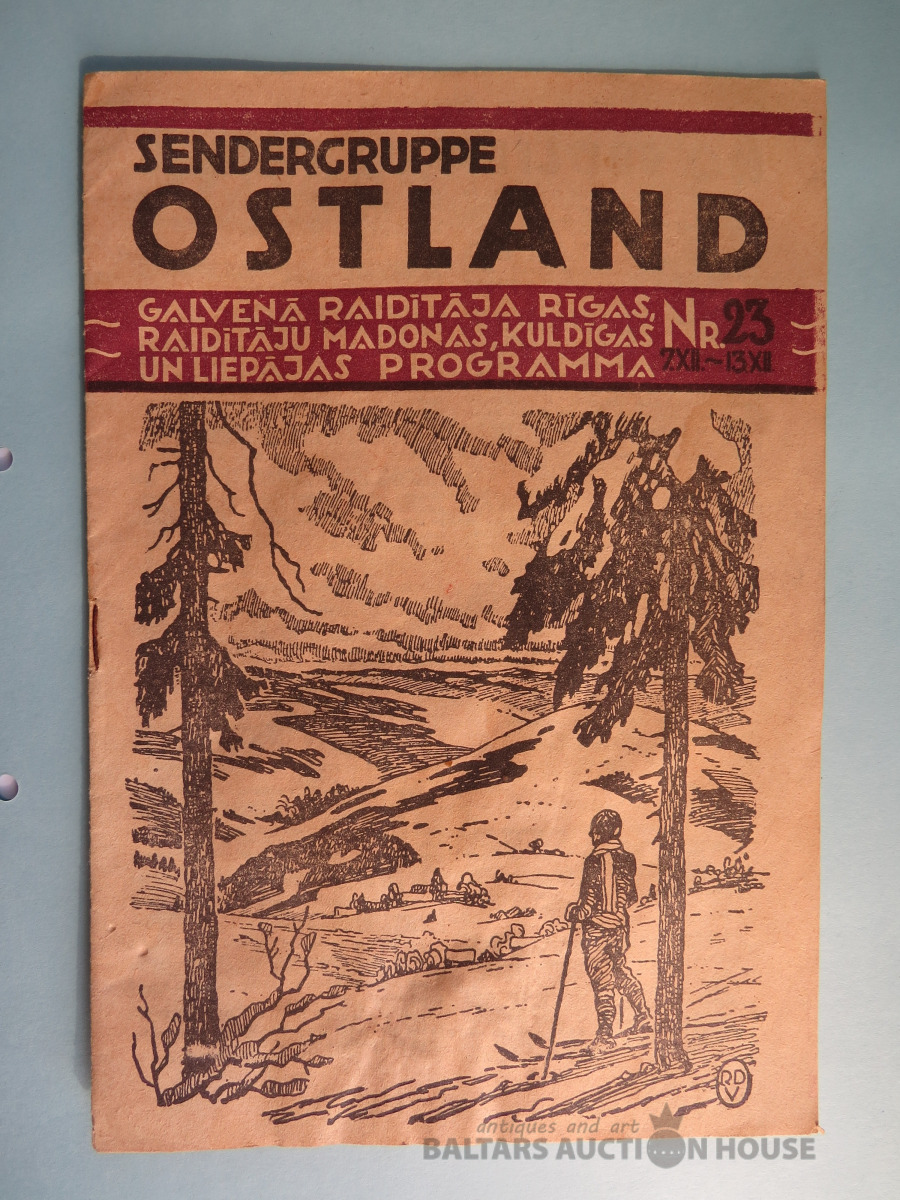 SENDERGRUPPE
OSTLAND
GALVENĀ RAIDĪTĀJA RĪGAS,
RAIDĪTĀJU MADONAS, KULDĪGAS
UN LIEPĀJAS PROGRAMMA
NR. 23
7.XII.–13.XII.
RDV
antiques and art
BALTARS AUCTION HOUSE